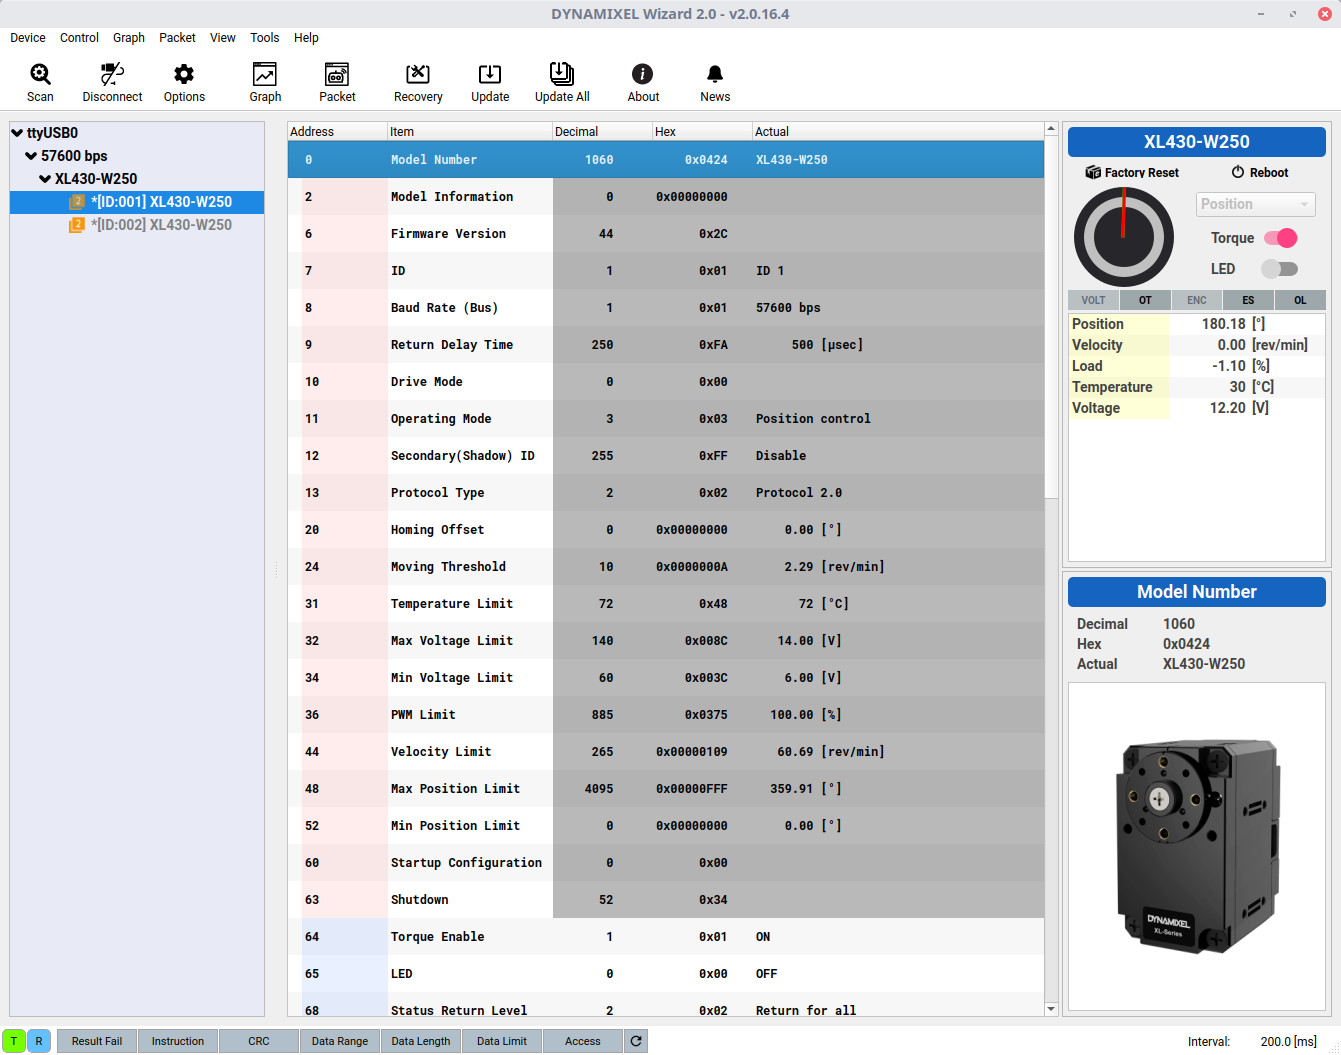 DYNAMIXEL Wizard 2.0 - v2.0.16.4
Device Control Graph Packet View Tools Help
Scan Disconnect Options Graph Packet Recovery Update Update All About News
ttyUSB0
57600 bps
XL430-W250
2 *[ID:001] XL430-W250
2 *[ID:002] XL430-W250
Address Item Decimal Hex Actual
0 Model Number 1060 0x0424 XL430-W250
2 Model Information 0 0x00000000
6 Firmware Version 44 0x2C
7 ID 1 0x01 ID 1
8 Baud Rate (Bus) 1 0x01 57600 bps
9 Return Delay Time 250 0xFA 500 [μsec]
10 Drive Mode 0 0x00
11 Operating Mode 3 0x03 Position control
12 Secondary(Shadow) ID 255 0xFF Disable
13 Protocol Type 2 0x02 Protocol 2.0
20 Homing Offset 0 0x00000000 0.00 [°]
24 Moving Threshold 10 0x0000000A 2.29 [rev/min]
31 Temperature Limit 72 0x48 72 [°C]
32 Max Voltage Limit 140 0x008C 14.00 [V]
34 Min Voltage Limit 60 0x003C 6.00 [V]
36 PWM Limit 885 0x0375 100.00 [%]
44 Velocity Limit 265 0x00000109 60.69 [rev/min]
48 Max Position Limit 4095 0x00000FFF 359.91 [°]
52 Min Position Limit 0 0x00000000 0.00 [°]
60 Startup Configuration 0 0x00
63 Shutdown 52 0x34
64 Torque Enable 1 0x01 ON
65 LED 0 0x00 OFF
68 Status Return Level 2 0x02 Return for all
XL430-W250
Factory Reset Reboot
Position
Torque
LED
VOLT OT ENC ES OL
Position 180.18 [°]
Velocity 0.00 [rev/min]
Load -1.10 [%]
Temperature 30 [°C]
Voltage 12.20 [V]
Model Number
Decimal 1060
Hex 0x0424
Actual XL430-W250
DYNAMIXEL
XL-Series
T R Result Fail Instruction CRC Data Range Data Length Data Limit Access Interval: 200.0 [ms]